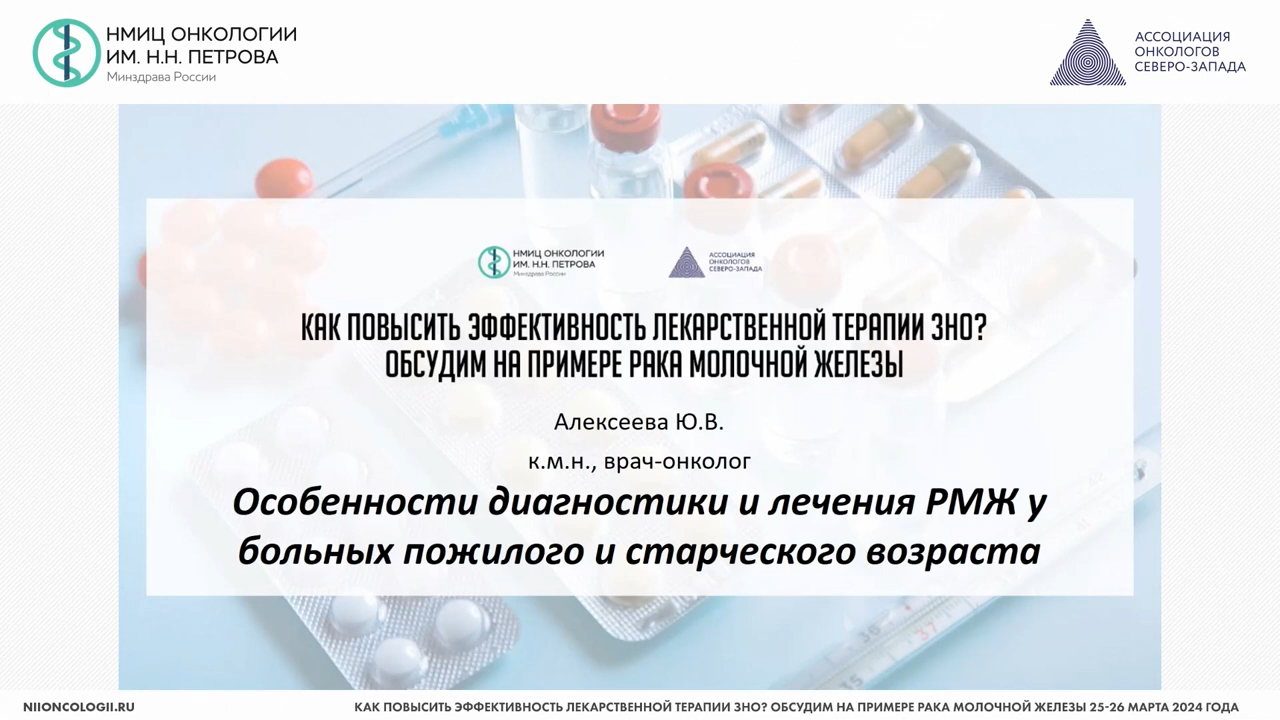 НМИЦ ОНКОЛОГИИ
ИМ. Н.Н. ПЕТРОВА
Минздрава России
АССОЦИАЦИЯ
ОНКОЛОГОВ
СЕВЕРО-ЗАПАДА
НМИЦ ОНКОЛОГИИ
ИМ. Н.Н. ПЕТРОВА
Минздрава России
АССОЦИАЦИЯ
ОНКОЛОГОВ
СЕВЕРО-ЗАПАДА
КАК ПОВЫСИТЬ ЭФФЕКТИВНОСТЬ ЛЕКАРСТВЕННОЙ ТЕРАПИИ ЗНО?
ОБСУДИМ НА ПРИМЕРЕ РАКА МОЛОЧНОЙ ЖЕЛЕЗЫ
Алексеева Ю.В.
к.м.н., врач-онколог
Особенности диагностики и лечения РМЖ у
больных пожилого и старческого возраста
35 36 37
NIIONCOLOGII.RU
КАК ПОВЫСИТЬ ЭФФЕКТИВНОСТЬ ЛЕКАРСТВЕННОЙ ТЕРАПИИ ЗНО? ОБСУДИМ НА ПРИМЕРЕ РАКА МОЛОЧНОЙ ЖЕЛЕЗЫ 25-26 МАРТА 2024 ГОДА